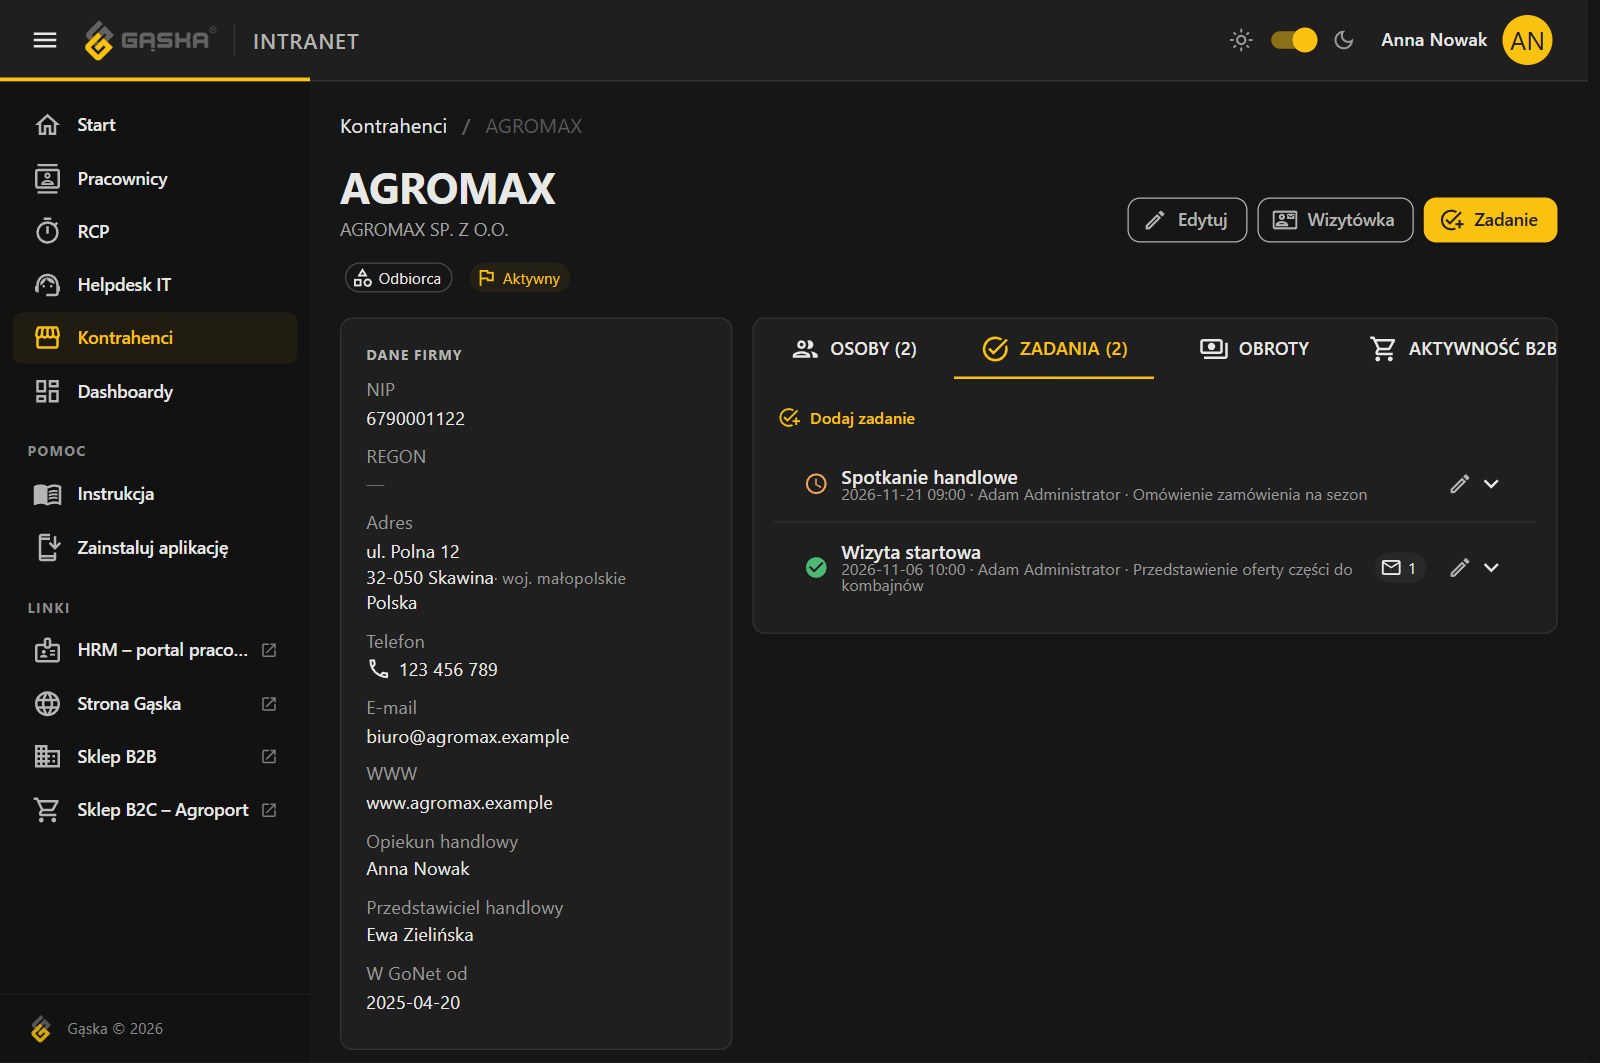 GĄSKA®
INTRANET
Anna Nowak
AN
Start
Pracownicy
RCP
Helpdesk IT
Kontrahenci
Dashboardy
POMOC
Instrukcja
Zainstaluj aplikację
LINKI
HRM – portal praco...
Strona Gąska
Sklep B2B
Sklep B2C – Agroport
Gąska © 2026
Kontrahenci / AGROMAX
AGROMAX
AGROMAX SP. Z O.O.
Odbiorca
Aktywny
Edytuj
Wizytówka
Zadanie
DANE FIRMY
NIP
6790001122
REGON
—
Adres
ul. Polna 12
32-050 Skawina· woj. małopolskie
Polska
Telefon
123 456 789
E-mail
biuro@agromax.example
WWW
www.agromax.example
Opiekun handlowy
Anna Nowak
Przedstawiciel handlowy
Ewa Zielińska
W GoNet od
2025-04-20
OSOBY (2)
ZADANIA (2)
OBROTY
AKTYWNOŚĆ B2B
Dodaj zadanie
Spotkanie handlowe
2026-11-21 09:00 · Adam Administrator · Omówienie zamówienia na sezon
Wizyta startowa
2026-11-06 10:00 · Adam Administrator · Przedstawienie oferty części do
kombajnów
1